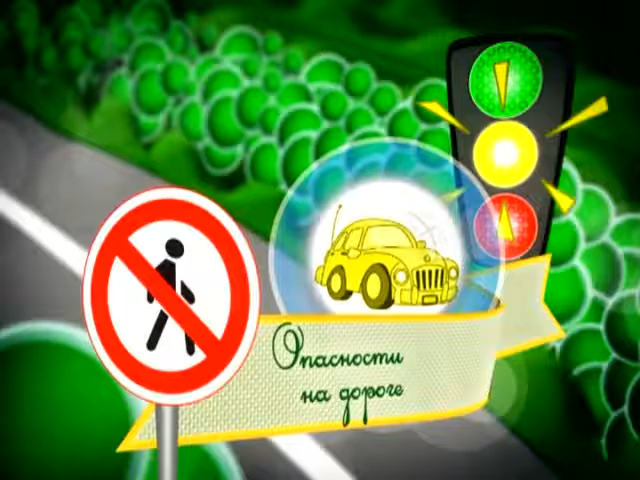 Опасности
на дороге